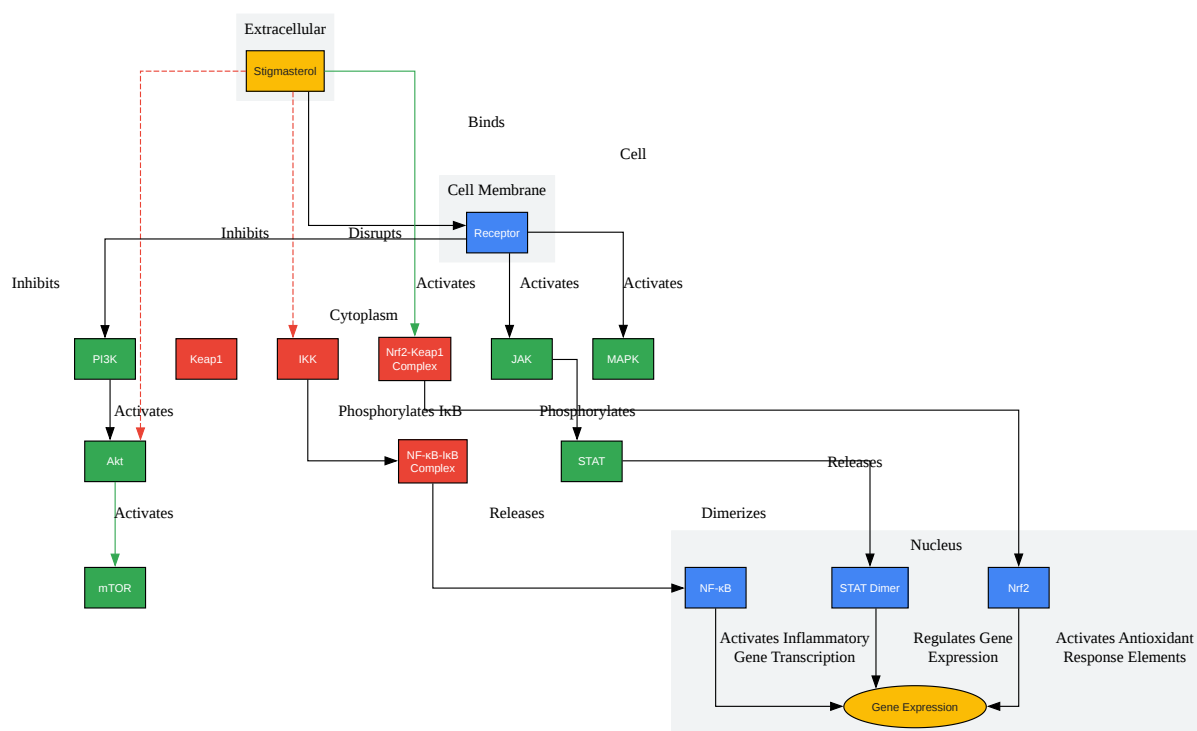 Extracellular
Stigmasterol
Binds
Cell
Cell Membrane
Receptor
Inhibits
Disrupts
Inhibits
Activates
Activates
Activates
Cytoplasm
PI3K
Keap1
IKK
Nrf2-Keap1
Complex
JAK
MAPK
Activates
Phosphorylates IκB
Phosphorylates
Akt
NF-κB-IκB
Complex
STAT
Releases
Activates
Releases
Dimerizes
Nucleus
mTOR
NF-κB
STAT Dimer
Nrf2
Activates Inflammatory
Gene Transcription
Regulates Gene
Expression
Activates Antioxidant
Response Elements
Gene Expression